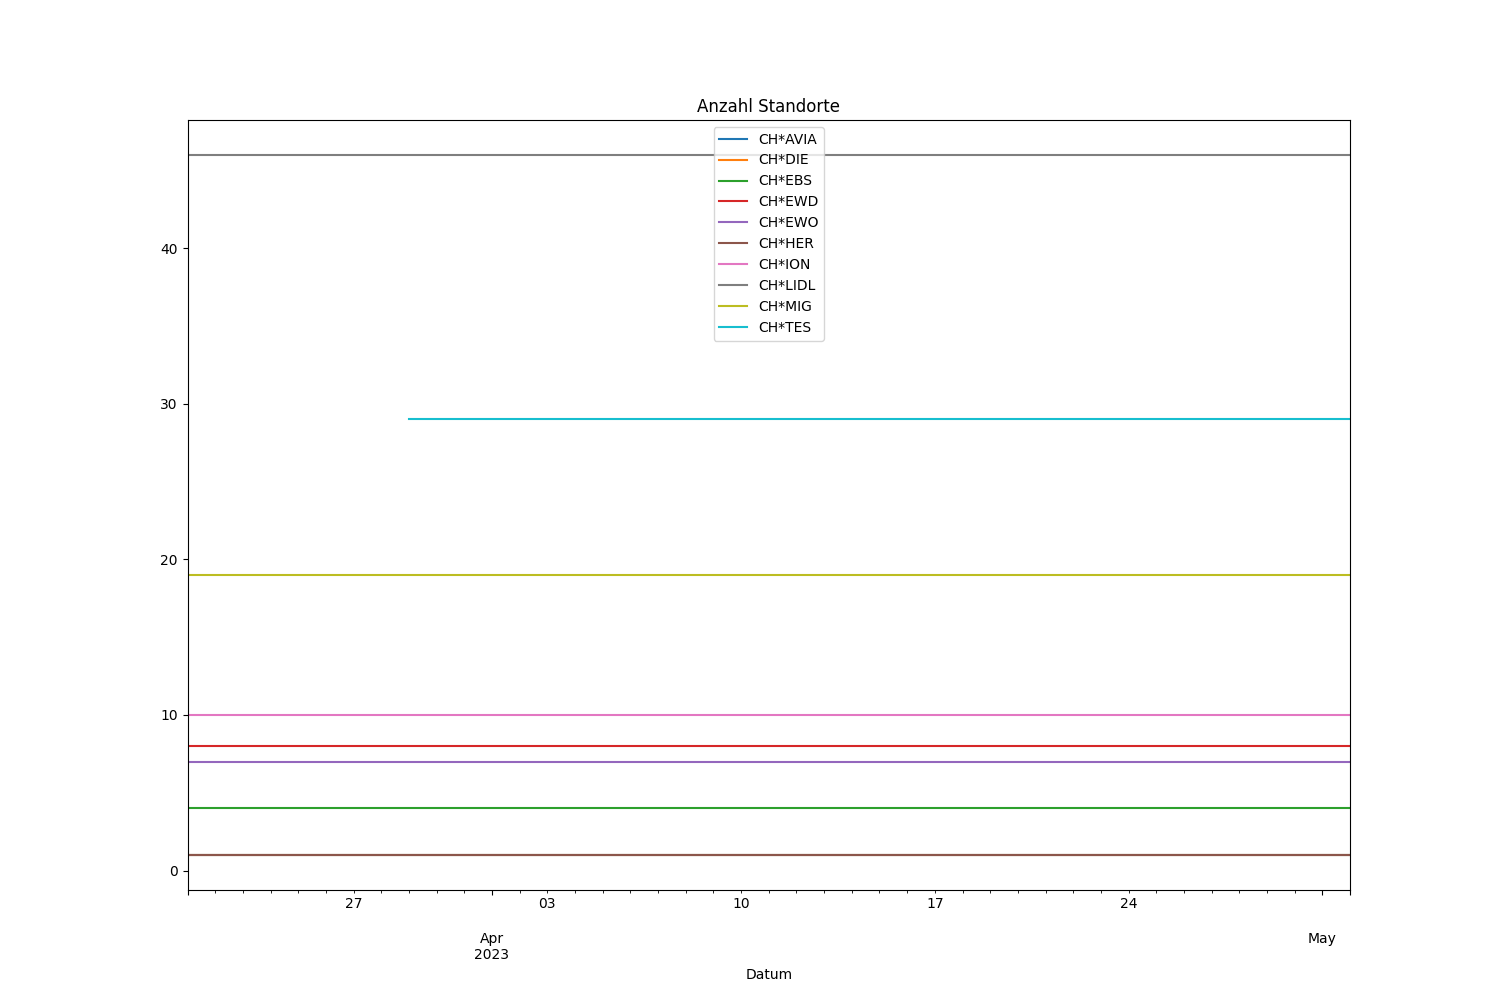 Anzahl Standorte
CH*AVIA
CH*DIE
CH*EBS
CH*EWD
CH*EWO
CH*HER
CH*ION
CH*LIDL
CH*MIG
CH*TES
40
30
20
10
0
27 03 10 17 24
Apr May
2023
Datum